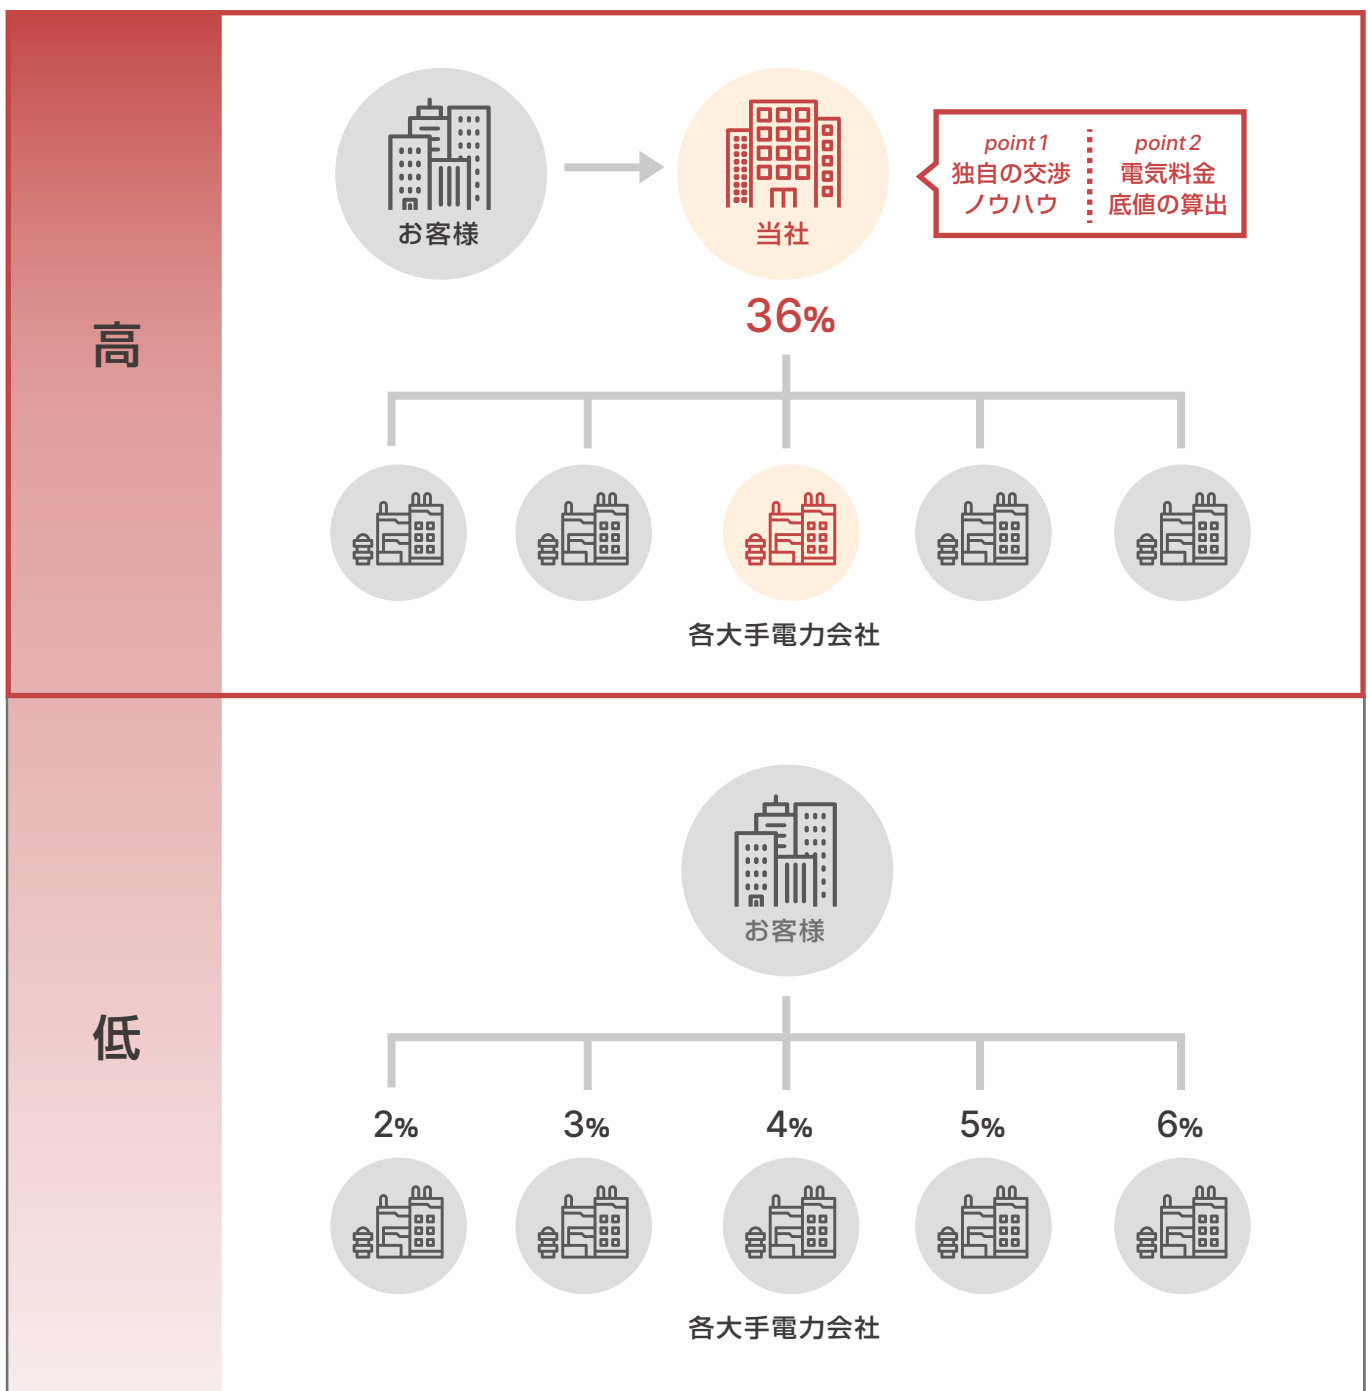 高
お客様
当社
point 1
独自の交渉
ノウハウ
point 2
電気料金
底値の算出
36%
各大手電力会社
低
お客様
2%
3%
4%
5%
6%
各大手電力会社